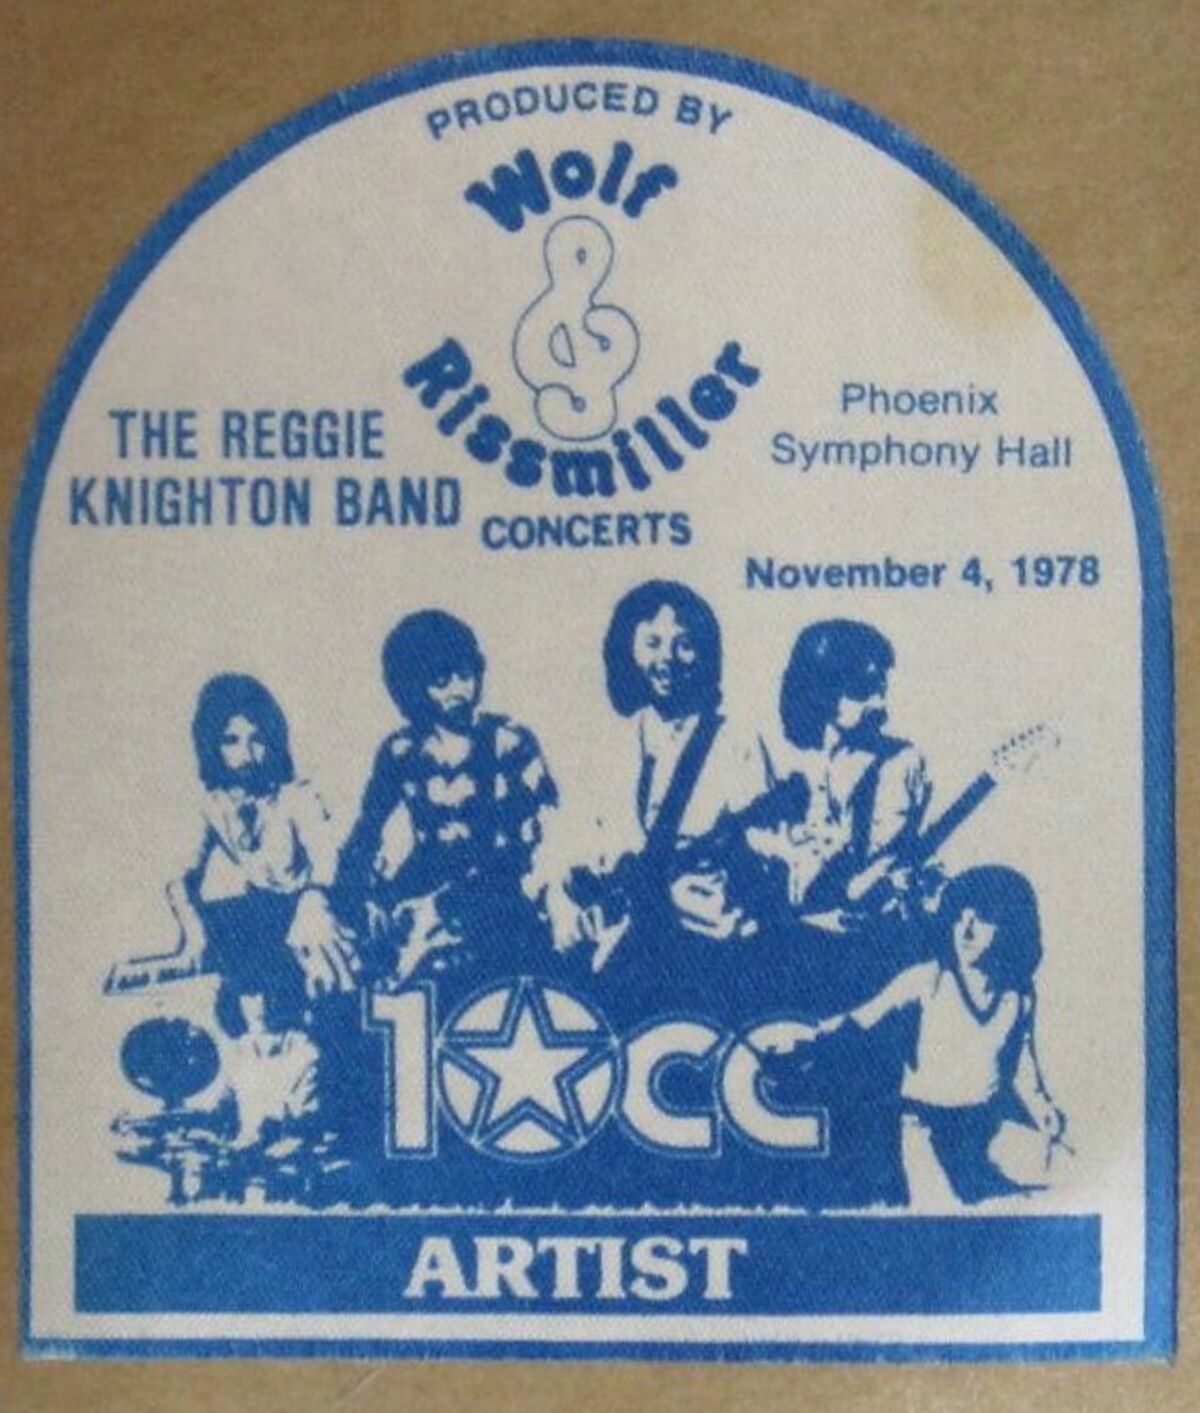 PRODUCED BY
Wolf
&
Rissmiller
CONCERTS
THE REGGIE
KNIGHTON BAND
Phoenix
Symphony Hall
November 4, 1978
10cc
ARTIST